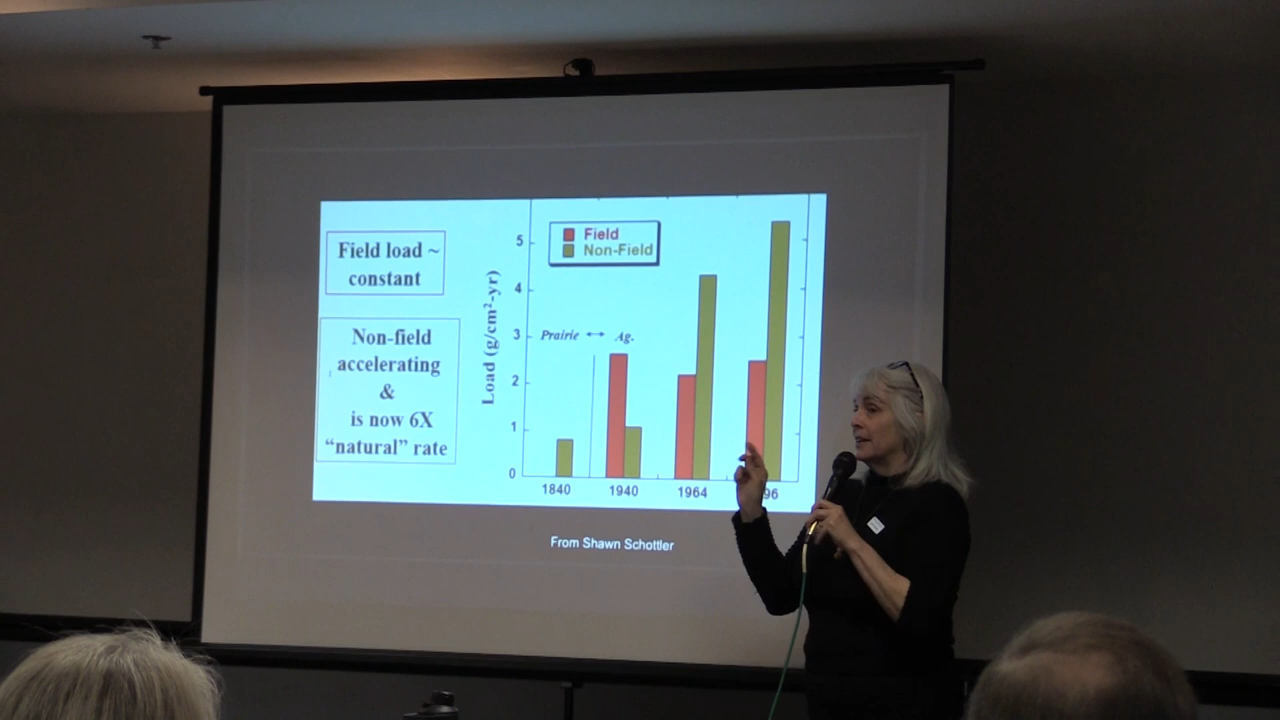 Field load ~
constant
Non-field
accelerating
&
is now 6X
“natural” rate
Load (g/cm²-yr)
5
4
3
2
1
0
Field
Non-Field
Prairie ↔ Ag.
1840
1940
1964
96
From Shawn Schottler